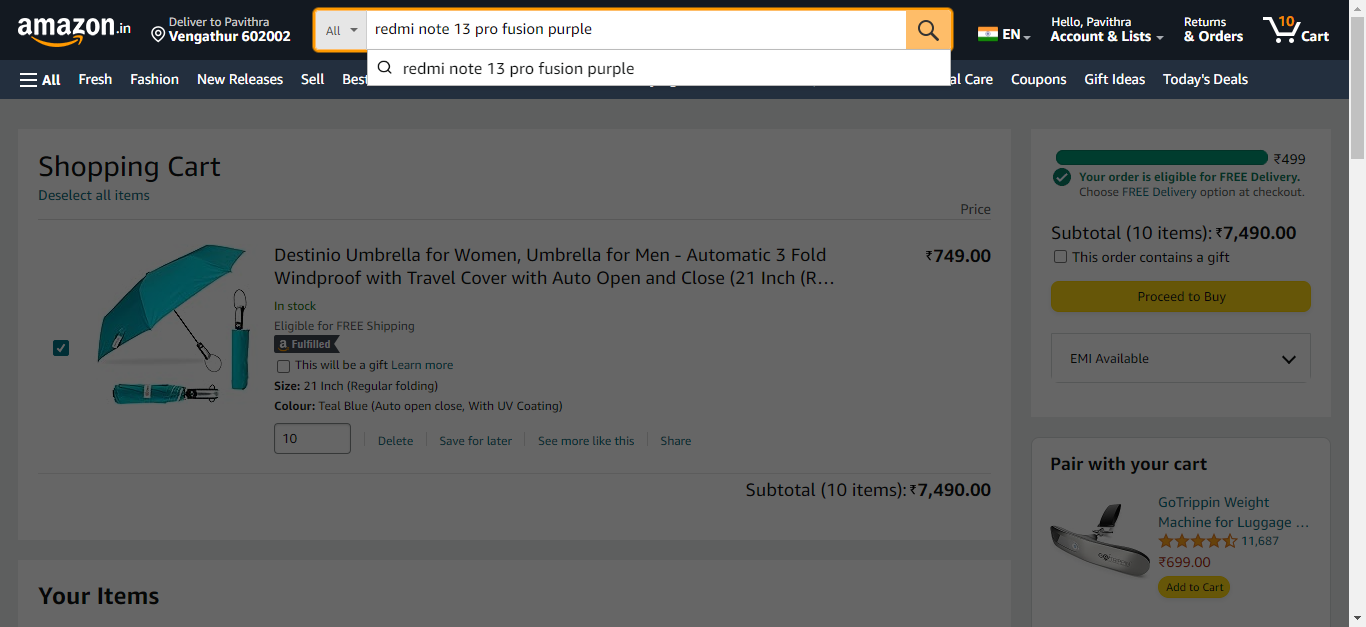 amazon.in
Deliver to Pavithra
Vengathur 602002
All
redmi note 13 pro fusion purple
EN
Hello, Pavithra
Account & Lists
Returns
& Orders
10
Cart
redmi note 13 pro fusion purple
All
Fresh
Fashion
New Releases
Sell
Care
Coupons
Gift Ideas
Today's Deals
Shopping Cart
Deselect all items
Price
Destinio Umbrella for Women, Umbrella for Men - Automatic 3 Fold
Windproof with Travel Cover with Auto Open and Close (21 Inch (R…
₹749.00
In stock
Eligible for FREE Shipping
a Fulfilled
This will be a gift Learn more
Size: 21 Inch (Regular folding)
Colour: Teal Blue (Auto open close, With UV Coating)
10
Delete
Save for later
See more like this
Share
Subtotal (10 items): ₹7,490.00
Your Items
₹499
Your order is eligible for FREE Delivery.
Choose FREE Delivery option at checkout.
Subtotal (10 items): ₹7,490.00
This order contains a gift
Proceed to Buy
EMI Available
Pair with your cart
GoTrippin Weight
Machine for Luggage …
11,687
₹699.00
Add to Cart